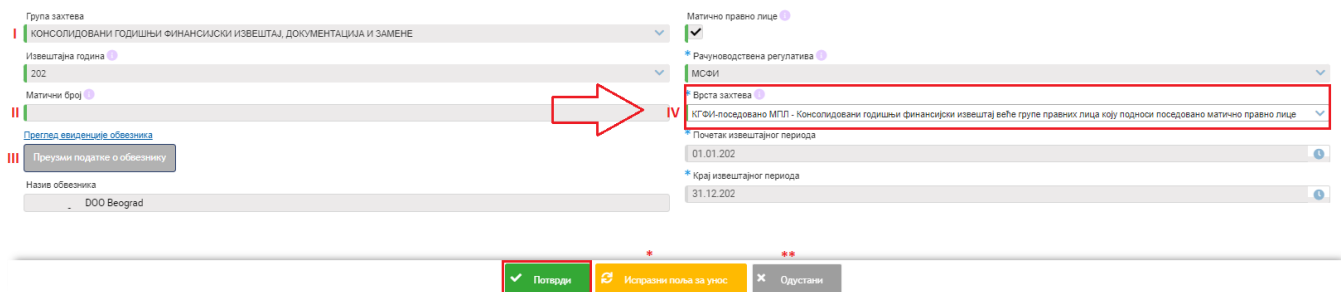 Група захтева
I КОНСОЛИДОВАНИ ГОДИШЊИ ФИНАНСИЈСКИ ИЗВЕШТАЈ, ДОКУМЕНТАЦИЈА И ЗАМЕНЕ
Извештајна година
202
Матични број
II
Преглед евиденције обвезника
III Преузми податке о обвезнику
Назив обвезника
DOO Beograd
Матично правно лице
* Рачуноводствена регулатива
МСФИ
* Врста захтева
IV КГФИ-поседовано МПЛ - Консолидовани годишњи финансијски извештај веће групе правних лица коју подноси поседовано матично правно лице
* Почетак извештајног периода
01.01.202
* Крај извештајног периода
31.12.202
* **
Потврди Испразни поља за унос Одустани